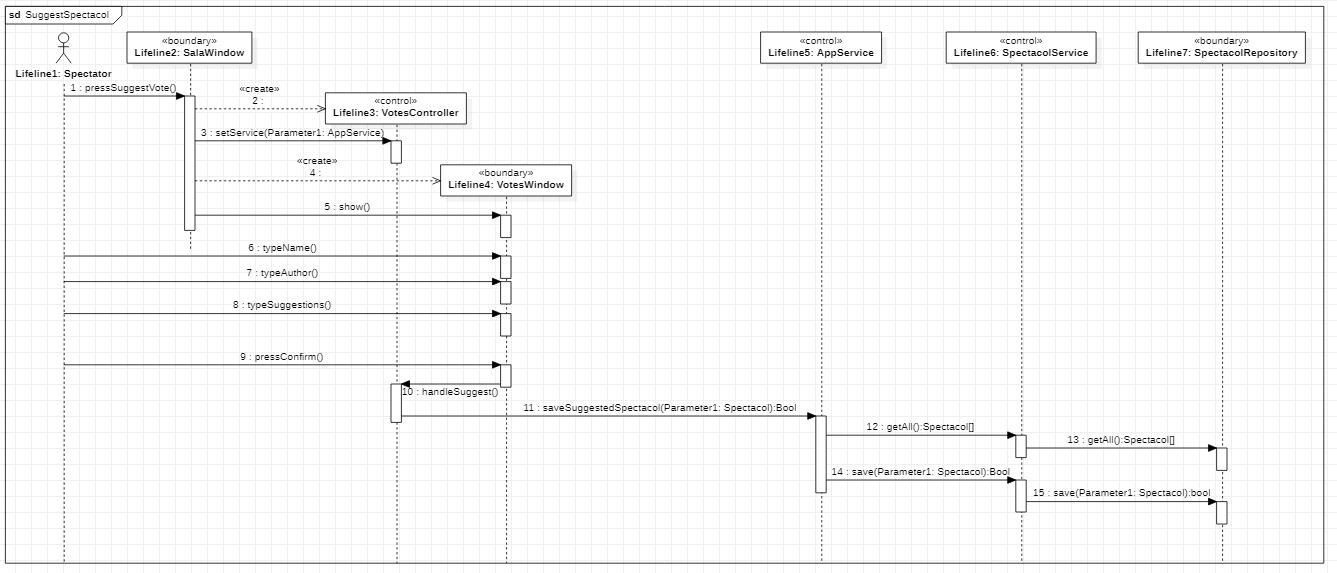 sd SuggestSpectacol
«boundary»
Lifeline2: SalaWindow
«control»
Lifeline5: AppService
«control»
Lifeline6: SpectacolService
«boundary»
Lifeline7: SpectacolRepository
Lifeline1: Spectator
1 : pressSuggestVote()
«create»
2 :
«control»
Lifeline3: VotesController
3 : setService(Parameter1: AppService)
«create»
4 :
«boundary»
Lifeline4: VotesWindow
5 : show()
6 : typeName()
7 : typeAuthor()
8 : typeSuggestions()
9 : pressConfirm()
10 : handleSuggest()
11 : saveSuggestedSpectacol(Parameter1: Spectacol):Bool
12 : getAll():Spectacol[]
13 : getAll():Spectacol[]
14 : save(Parameter1: Spectacol):Bool
15 : save(Parameter1: Spectacol):bool